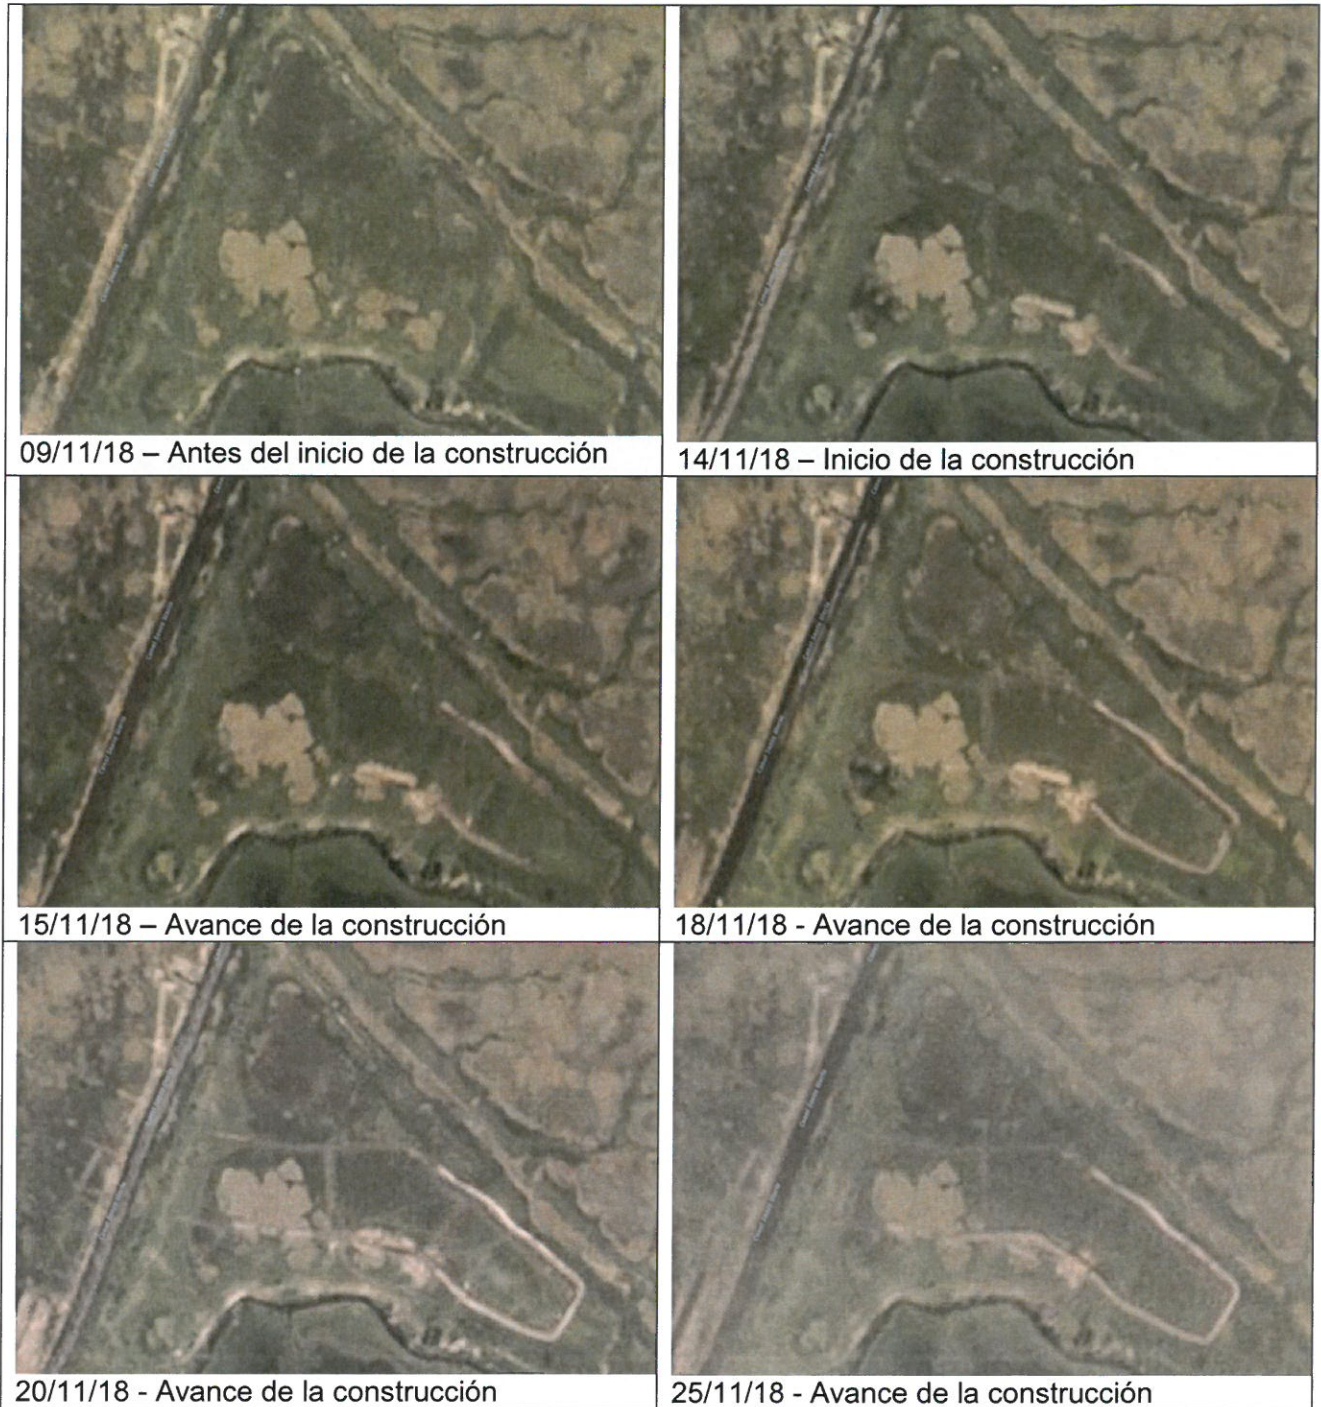 09/11/18 – Antes del inicio de la construcción
14/11/18 – Inicio de la construcción
15/11/18 – Avance de la construcción
18/11/18 - Avance de la construcción
20/11/18 - Avance de la construcción
25/11/18 - Avance de la construcción